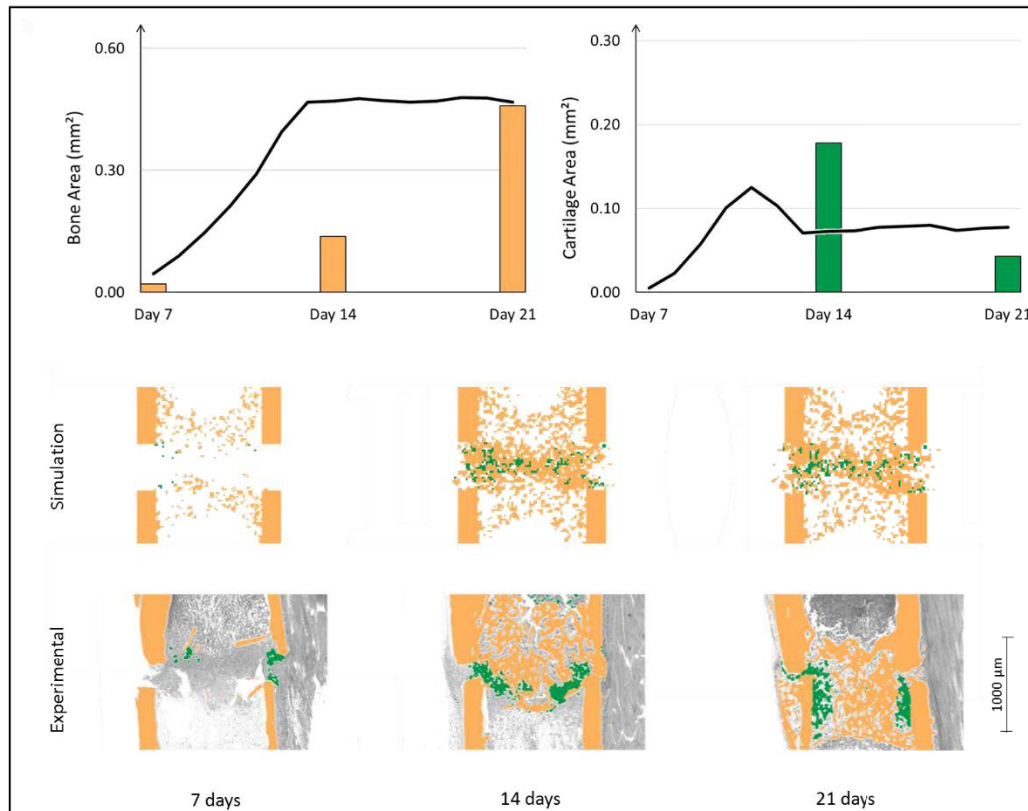 0.60
0.30
0.00
Bone Area (mm²)
Day 7
Day 14
Day 21
0.30
0.20
0.10
0.00
Cartilage Area (mm²)
Day 7
Day 14
Day 21
Simulation
Experimental
1000 µm
7 days
14 days
21 days